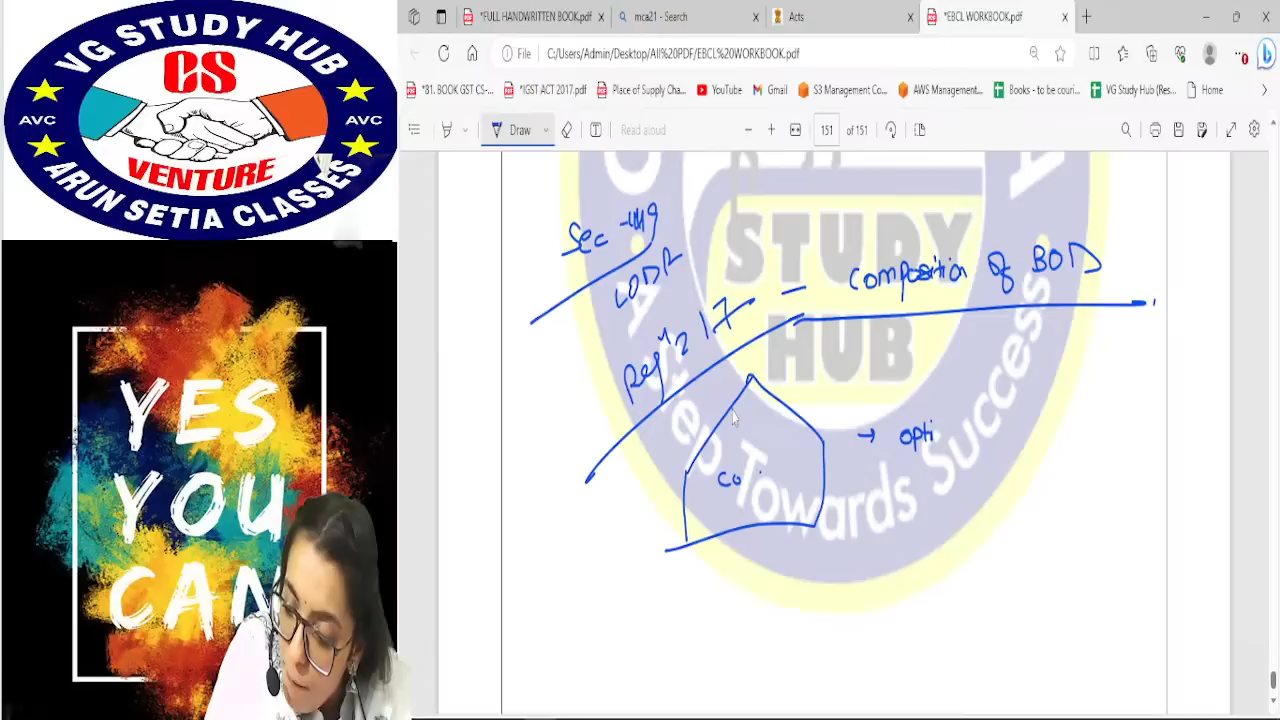 VG STUDY HUB
CS
AVC
AVC
VENTURE
ARUN SETIA CLASSES
YES
YOU
CAN
*FULL HANDWRITTEN BOOK.pdf
mca21 - Search
Acts
*EBCL WORKBOOK.pdf
File
C:/Users/Admin/Desktop/All%20PDF/EBCL%20WORKBOOK.pdf
*81. BOOK GST CS-...
*IGST ACT 2017.pdf
Place of Supply Cha...
YouTube
Gmail
S3 Management Co...
AWS Management...
Books - to be couri...
VG Study Hub (Res...
Home
Draw
Read aloud
151
of 151
STUDY
HUB
Prep Towards Success
Sec - 149
LODR
Regn 17 - Composition of BOD
Co
→ opti